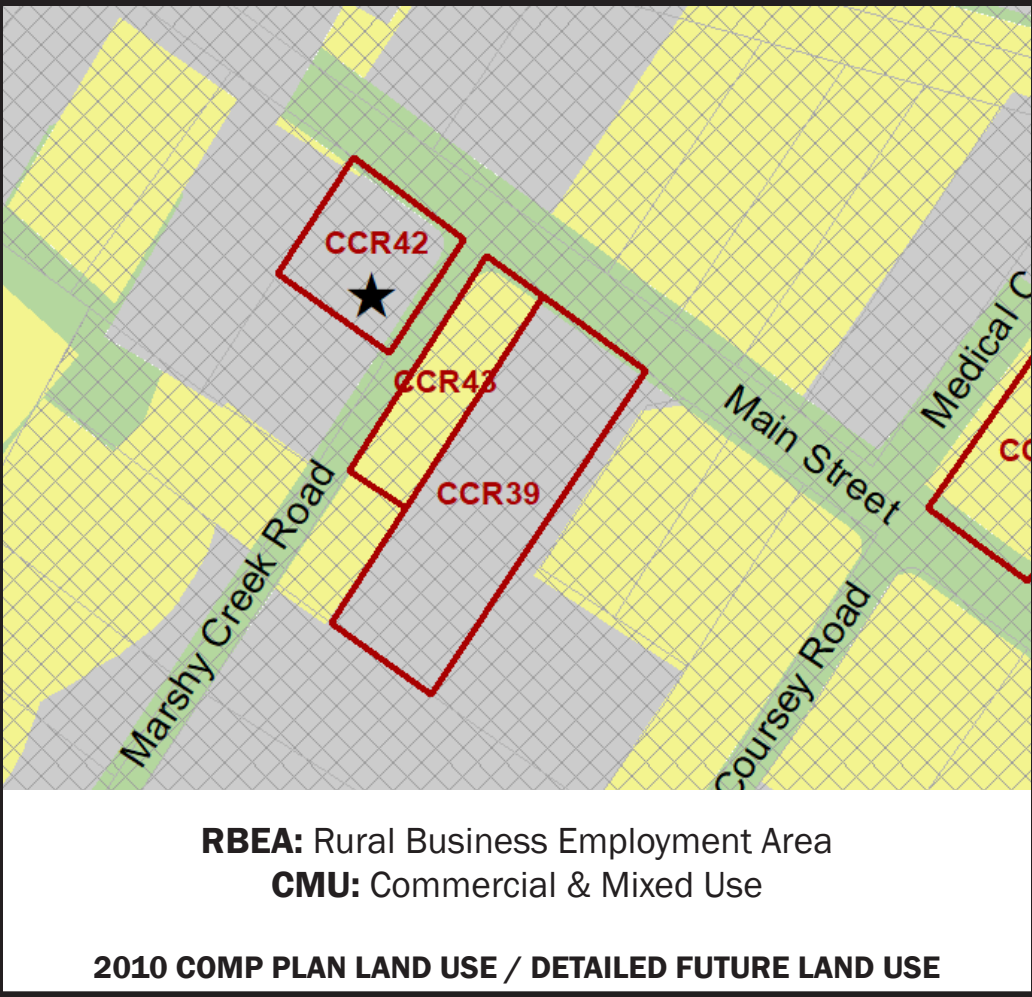 CCR42
CCR43
CCR39
CC
Medical C
Main Street
Marshy Creek Road
Coursey Road
RBEA: Rural Business Employment Area
CMU: Commercial & Mixed Use
2010 COMP PLAN LAND USE / DETAILED FUTURE LAND USE